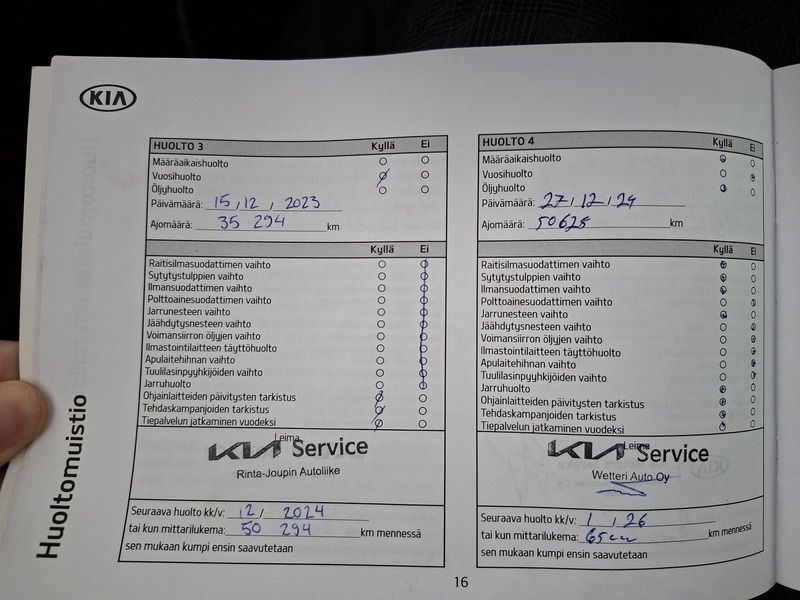 KIA
HUOLTO 3 Kyllä Ei
Määräaikaishuolto
Vuosihuolto
Öljyhuolto
Päivämäärä: 15 / 12 / 2023
Ajomäärä: 35 294 km
Kyllä Ei
Raitisilmasuodattimen vaihto
Sytytystulppien vaihto
Ilmansuodattimen vaihto
Polttoainesuodattimen vaihto
Jarrunesteen vaihto
Jäähdytysnesteen vaihto
Voimansiirron öljyjen vaihto
Ilmastointilaitteen täyttöhuolto
Apulaitehihnan vaihto
Tuulilasinpyyhkijöiden vaihto
Jarruhuolto
Ohjainlaitteiden päivitysten tarkistus
Tehdaskampanjoiden tarkistus
Tiepalvelun jatkaminen vuodeksi
Leima
KIA Service
Rinta-Joupin Autoliike
Seuraava huolto kk/v: 12 / 2024
tai kun mittarilukema: 50 294 km mennessä
sen mukaan kumpi ensin saavutetaan
HUOLTO 4 Kyllä Ei
Määräaikaishuolto
Vuosihuolto
Öljyhuolto
Päivämäärä: 27 / 12 / 24
Ajomäärä: 50628 km
Kyllä Ei
Raitisilmasuodattimen vaihto
Sytytystulppien vaihto
Ilmansuodattimen vaihto
Polttoainesuodattimen vaihto
Jarrunesteen vaihto
Jäähdytysnesteen vaihto
Voimansiirron öljyjen vaihto
Ilmastointilaitteen täyttöhuolto
Apulaitehihnan vaihto
Tuulilasinpyyhkijöiden vaihto
Jarruhuolto
Ohjainlaitteiden päivitysten tarkistus
Tehdaskampanjoiden tarkistus
Tiepalvelun jatkaminen vuodeksi
Leima
KIA Service
Wetteri Auto Oy
Seuraava huolto kk/v: 1 / 26
tai kun mittarilukema: km mennessä
sen mukaan kumpi ensin saavutetaan
Huoltomuistio
16